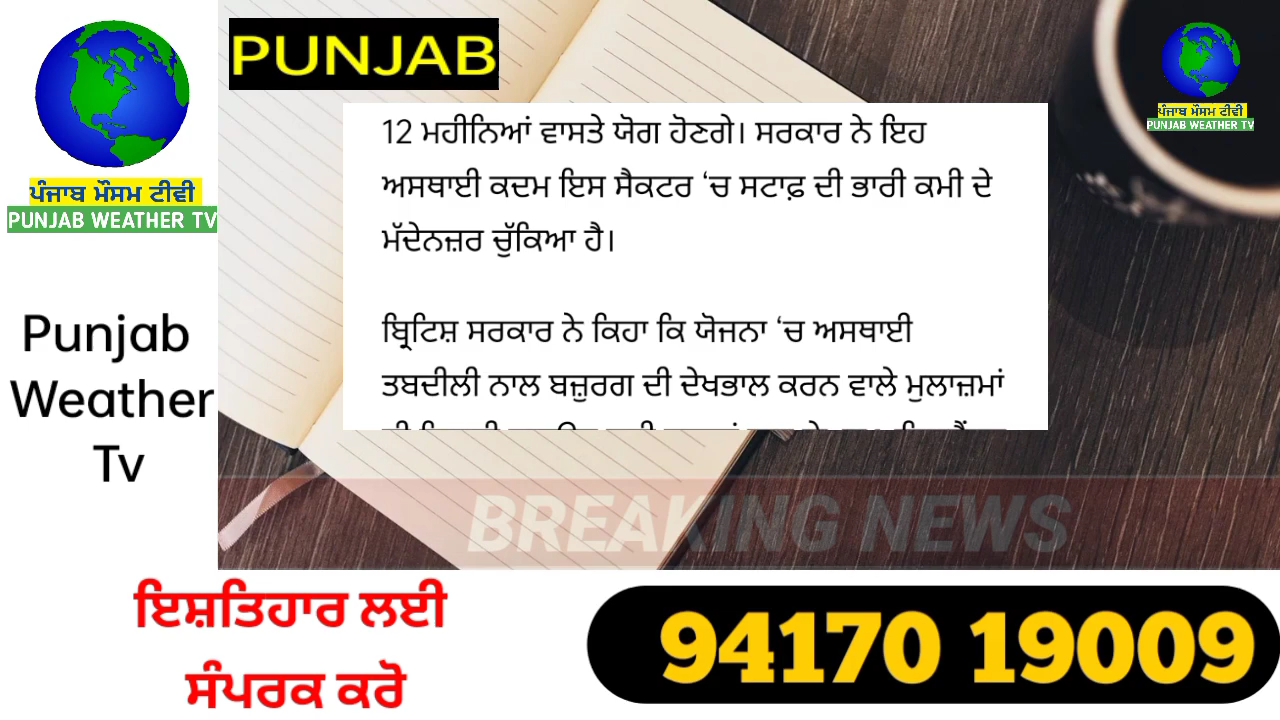 ਪੰਜਾਬ ਮੌਸਮ ਟੀਵੀ
PUNJAB WEATHER TV
Punjab
Weather
Tv
PUNJAB
12 ਮਹੀਨਿਆਂ ਵਾਸਤੇ ਯੋਗ ਹੋਣਗੇ। ਸਰਕਾਰ ਨੇ ਇਹ
ਅਸਥਾਈ ਕਦਮ ਇਸ ਸੈਕਟਰ ‘ਚ ਸਟਾਫ਼ ਦੀ ਭਾਰੀ ਕਮੀ ਦੇ
ਮੱਦੇਨਜ਼ਰ ਚੁੱਕਿਆ ਹੈ।
ਬ੍ਰਿਟਿਸ਼ ਸਰਕਾਰ ਨੇ ਕਿਹਾ ਕਿ ਯੋਜਨਾ ‘ਚ ਅਸਥਾਈ
ਤਬਦੀਲੀ ਨਾਲ ਬਜ਼ੁਰਗ ਦੀ ਦੇਖਭਾਲ ਕਰਨ ਵਾਲੇ ਮੁਲਾਜ਼ਮਾਂ
ਪੰਜਾਬ ਮੌਸਮ ਟੀਵੀ
PUNJAB WEATHER TV
BREAKING NEWS
ਇਸ਼ਤਿਹਾਰ ਲਈ
ਸੰਪਰਕ ਕਰੋ
94170 19009